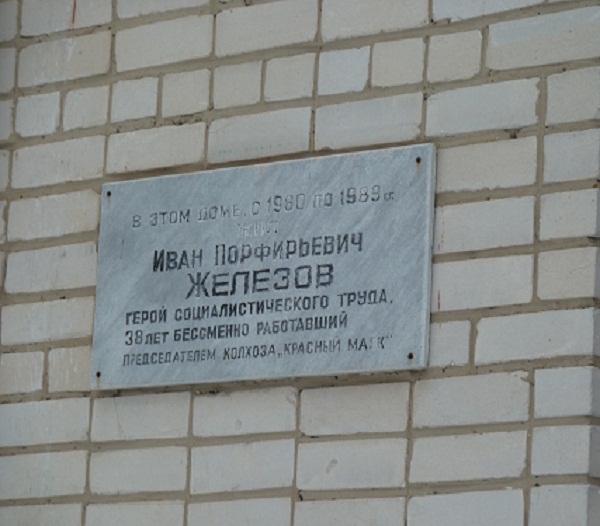 В ЭТОМ ДОМЕ, С 1980 ПО 1989 г.г.
ЖИЛ
ИВАН ПОРФИРЬЕВИЧ
ЖЕЛЕЗОВ
ГЕРОЙ СОЦИАЛИСТИЧЕСКОГО ТРУДА,
38 ЛЕТ БЕССМЕННО РАБОТАВШИЙ
ПРЕДСЕДАТЕЛЕМ КОЛХОЗА „КРАСНЫЙ МАЯК"